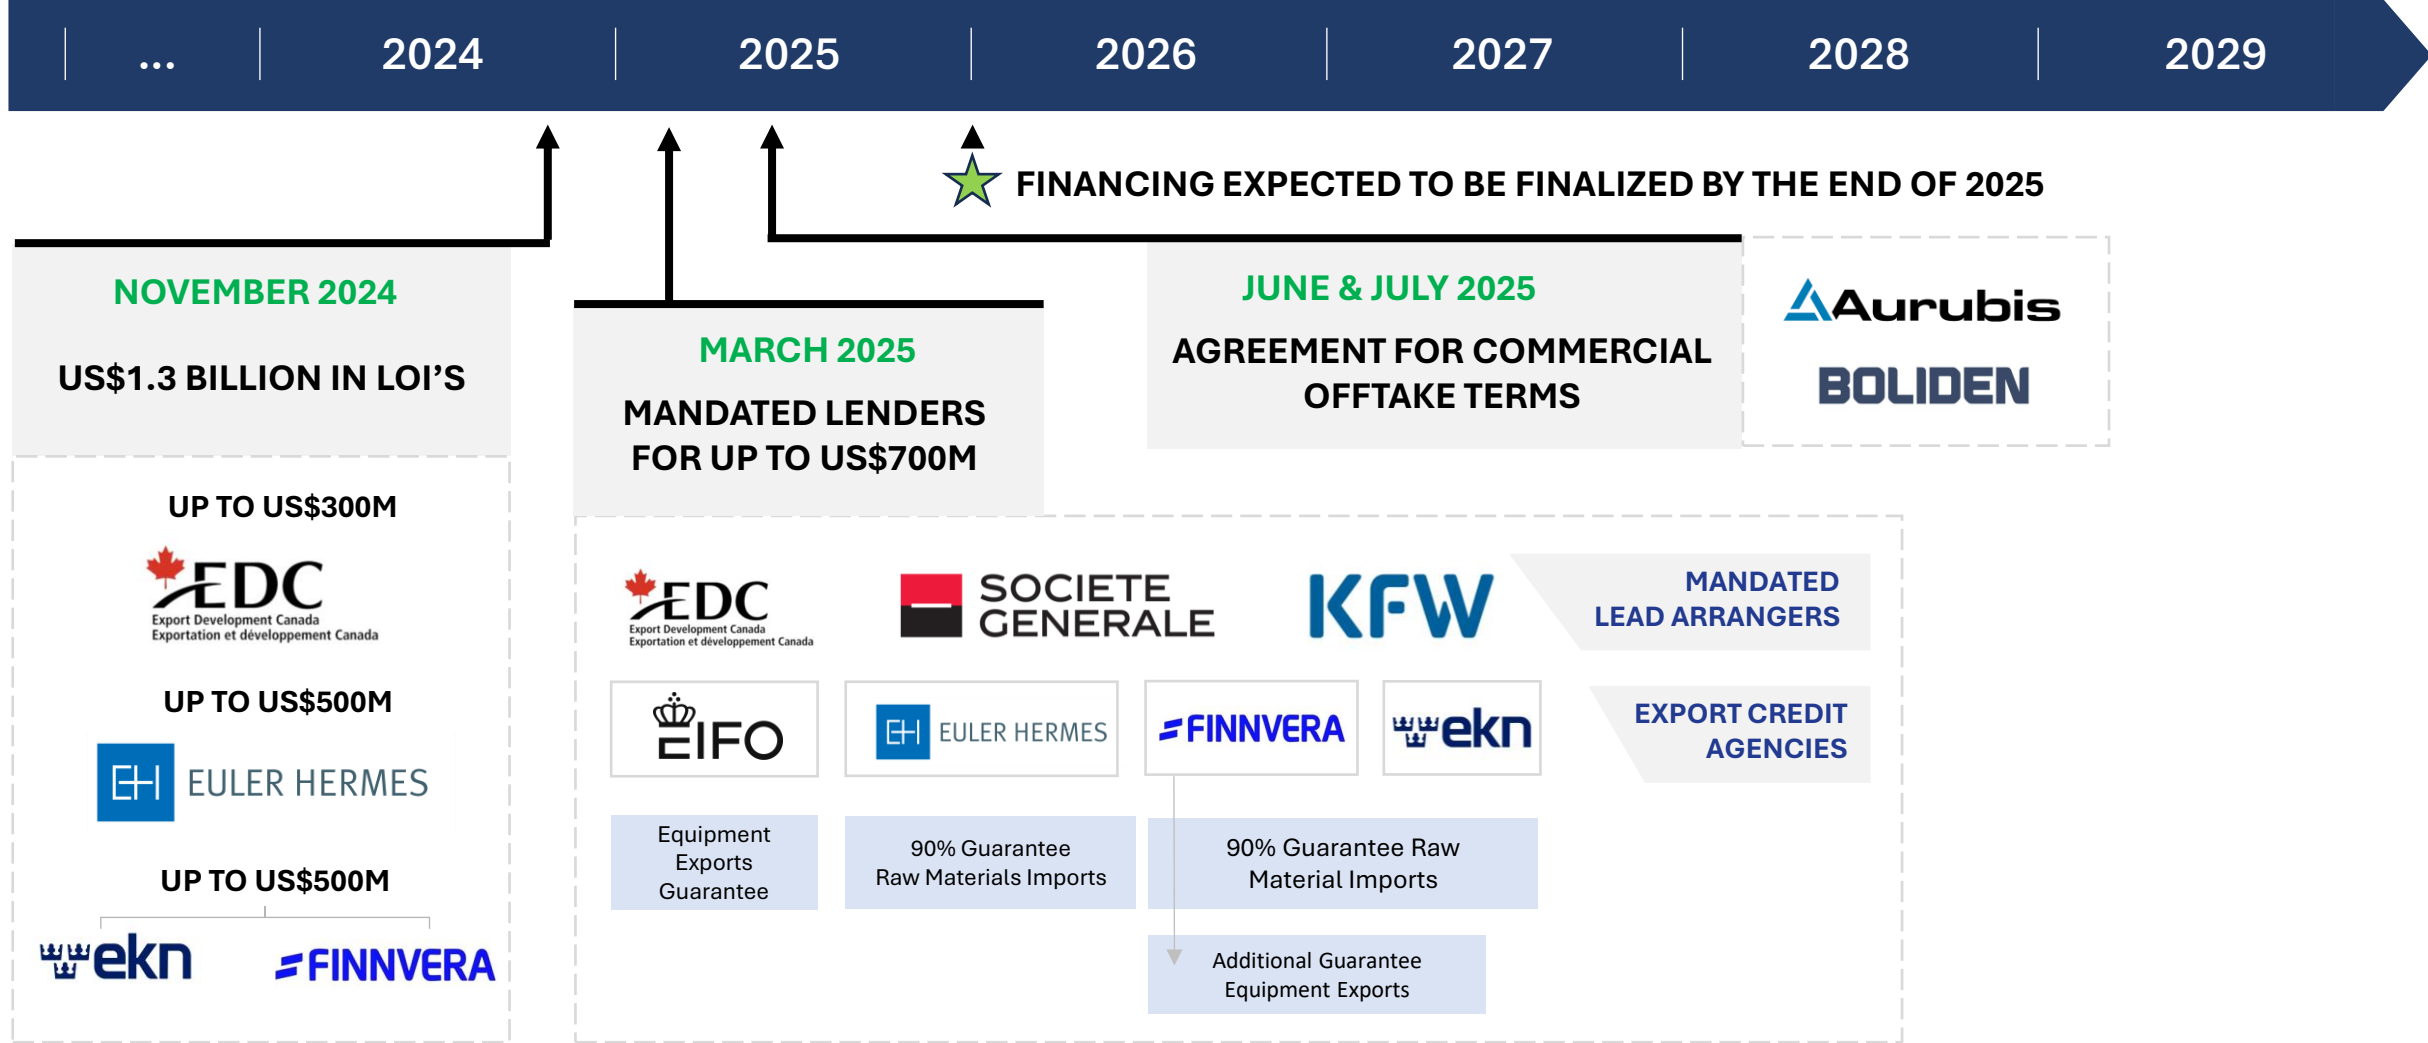 ... 2024 2025 2026 2027 2028 2029
FINANCING EXPECTED TO BE FINALIZED BY THE END OF 2025
NOVEMBER 2024
US$1.3 BILLION IN LOI’S
UP TO US$300M
EDC
Export Development Canada
Exportation et développement Canada
UP TO US$500M
EH EULER HERMES
UP TO US$500M
ekn FINNVERA
MARCH 2025
MANDATED LENDERS
FOR UP TO US$700M
JUNE & JULY 2025
AGREEMENT FOR COMMERCIAL
OFFTAKE TERMS
Aurubis
BOLIDEN
EDC
Export Development Canada
Exportation et développement Canada
SOCIETE
GENERALE
KFW
MANDATED
LEAD ARRANGERS
EIFO
EH EULER HERMES
FINNVERA
ekn
EXPORT CREDIT
AGENCIES
Equipment
Exports
Guarantee
90% Guarantee
Raw Materials Imports
90% Guarantee Raw
Material Imports
Additional Guarantee
Equipment Exports